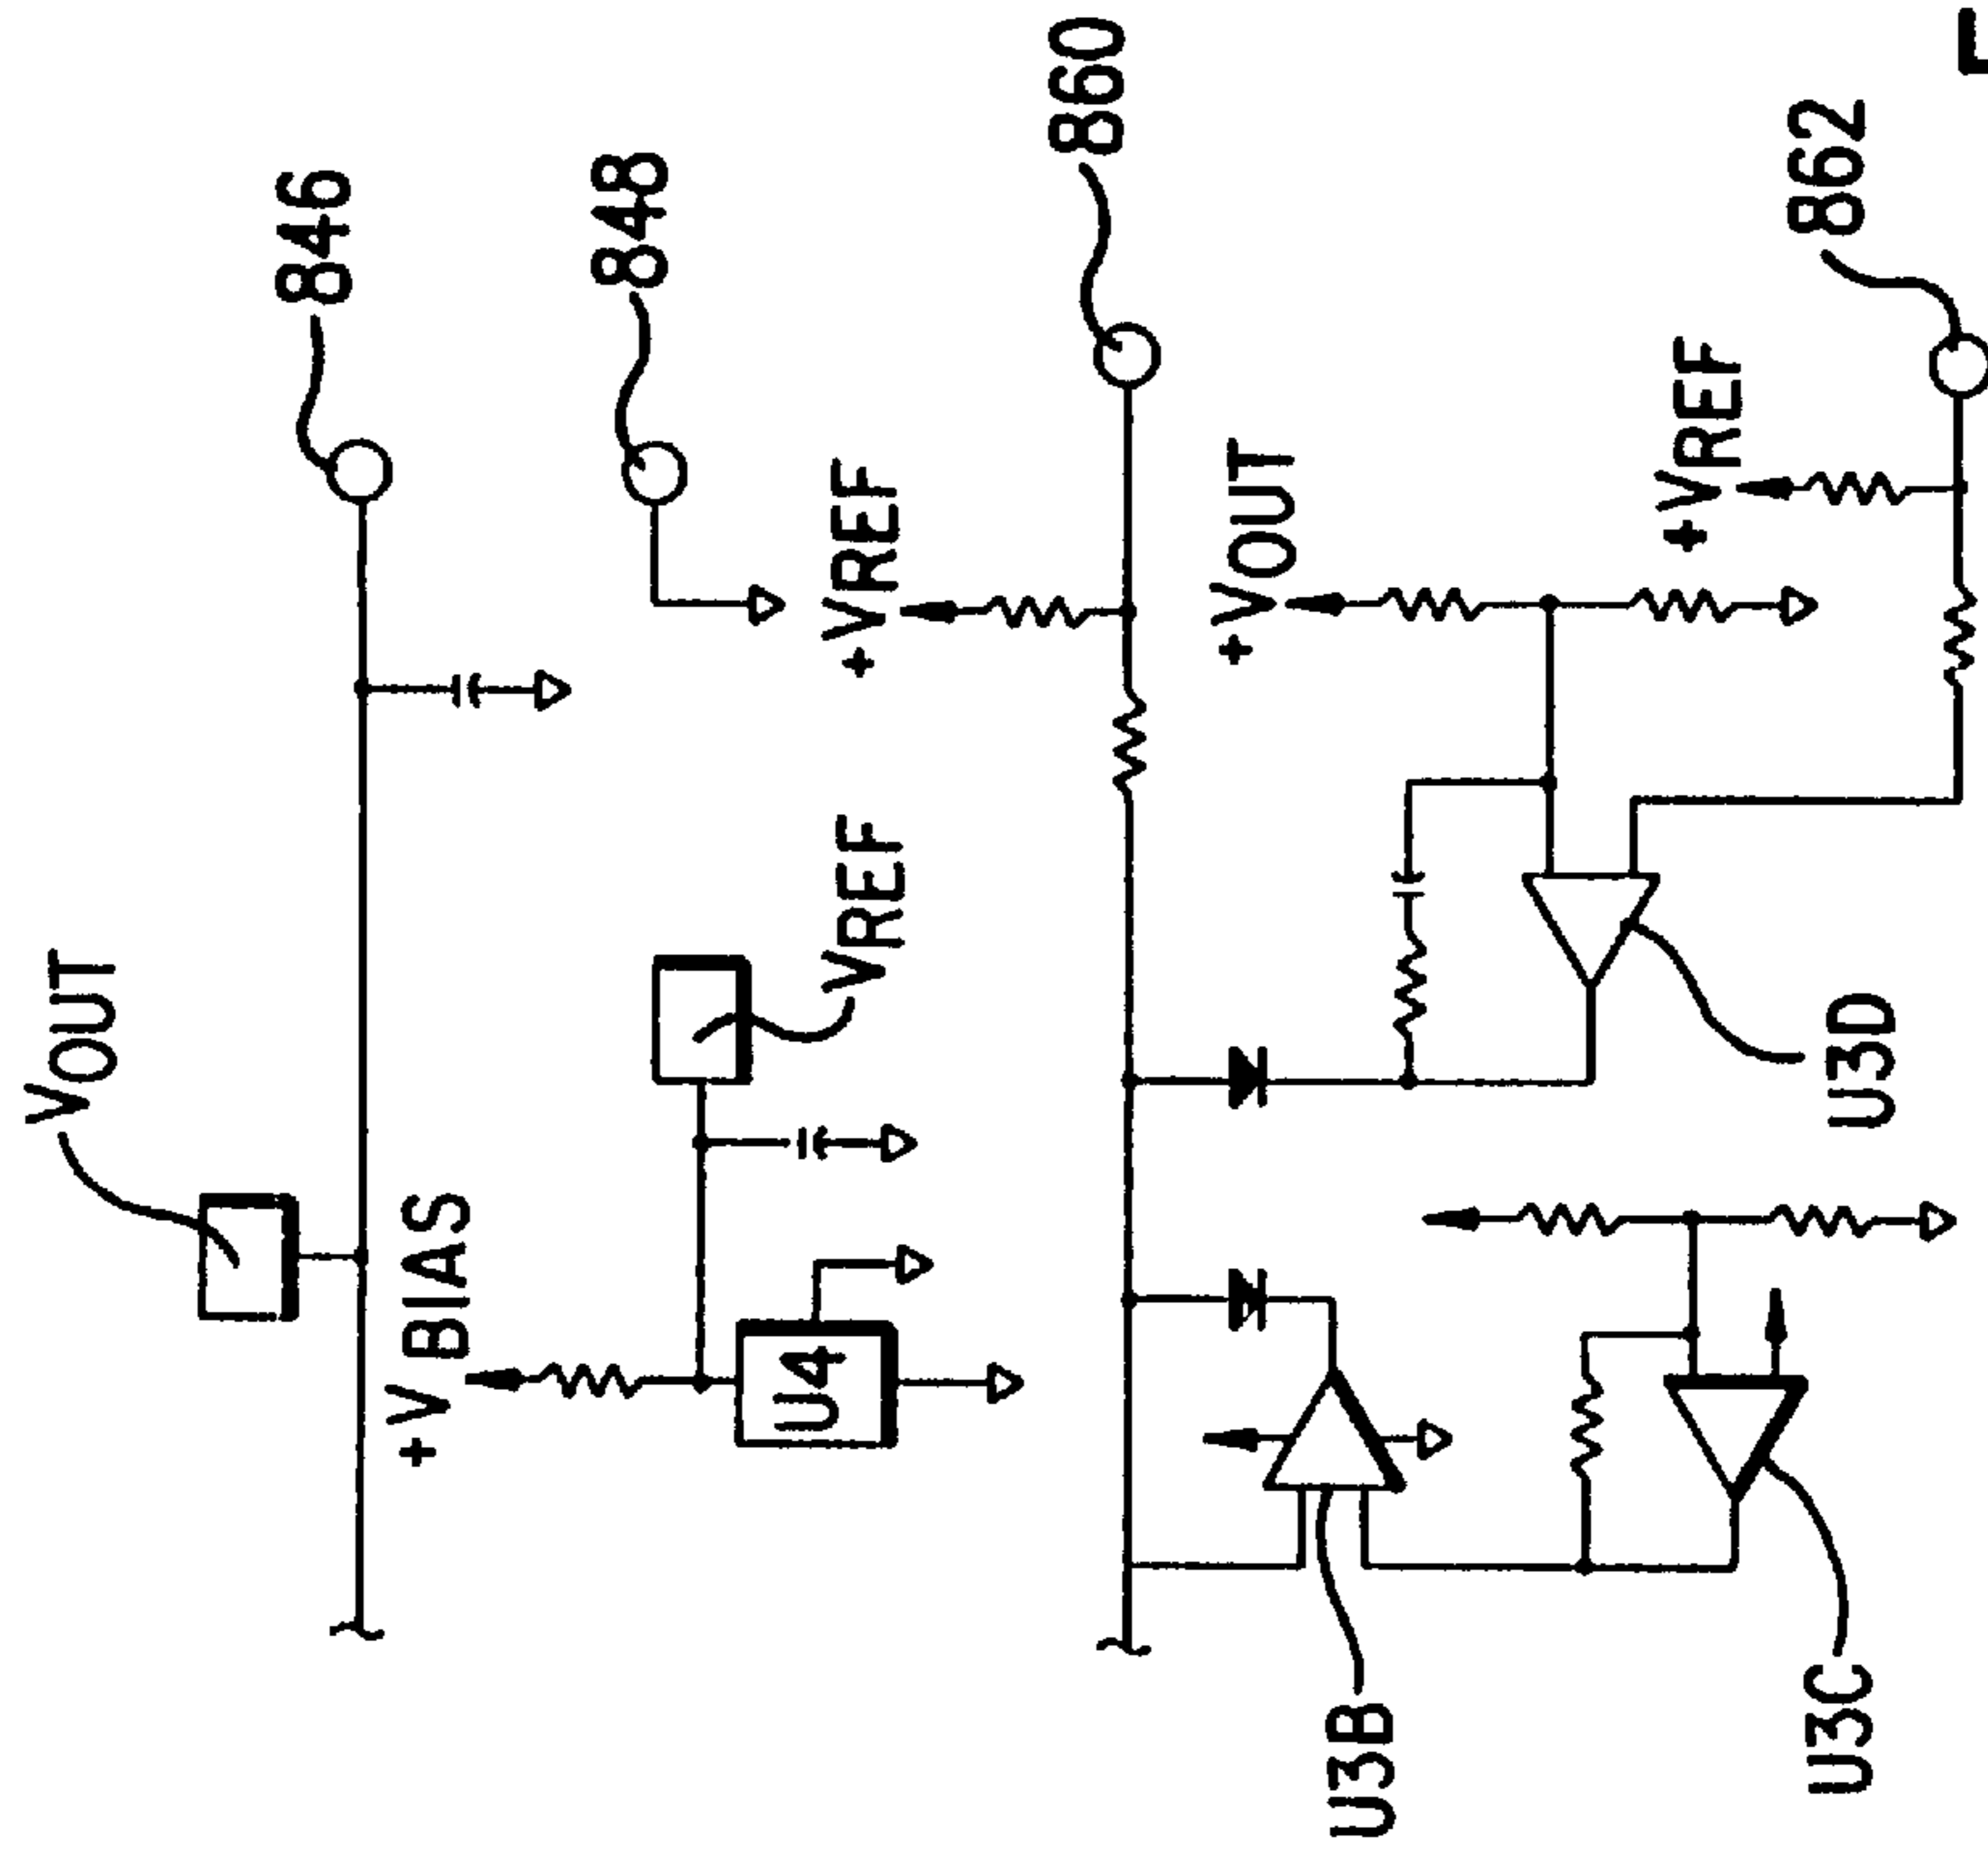 VOUT
846
+V BIAS
848
U4
VREF
+VREF
860
+VOUT
U3B
U3D
+VREF
862
U3C